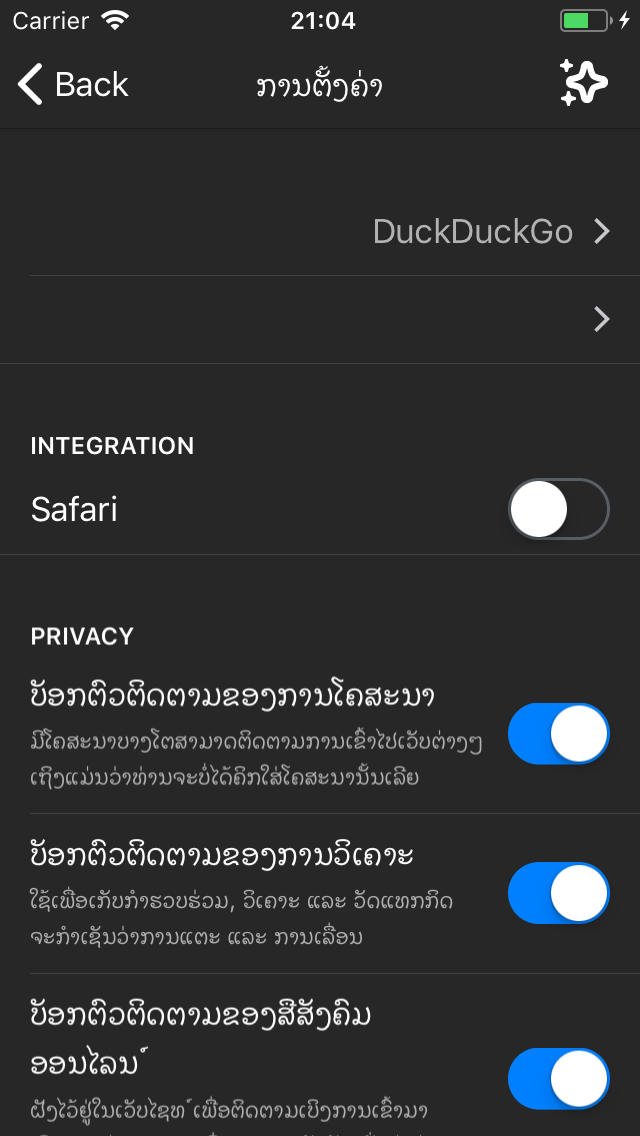 Carrier 21:04
Back ການຕັ້ງຄ່າ
DuckDuckGo
INTEGRATION
Safari
PRIVACY
ບັອກຕົວຕິດຕາມຂອງການໂຄສະນາ
ມີໂຄສະນາບາງໂຕສາມາດຕິດຕາມການເຂົ້າໄປເວັບຕ່າງໆ
ເຖິງແມ່ນວ່າທ່ານຈະບໍ່ໄດ້ຄິກໃສ່ໂຄສະນານັ້ນເລີຍ
ບັອກຕົວຕິດຕາມຂອງການວິເຄາະ
ໃຊ້ເພື່ອເກັບກຳຮວບຮ່ວມ, ວິເຄາະ ແລະ ວັດແທກກິດ
ຈະກຳເຊັນວ່າການແຕະ ແລະ ການເລື່ອນ
ບັອກຕົວຕິດຕາມຂອງສືສັງຄົມ
ອອນໄລນ໌
ຝັງໄວ້ຢູ່ໃນເວັບໄຊທ໌ເພື່ອຕິດຕາມເບິງການເຂົ້າມາ